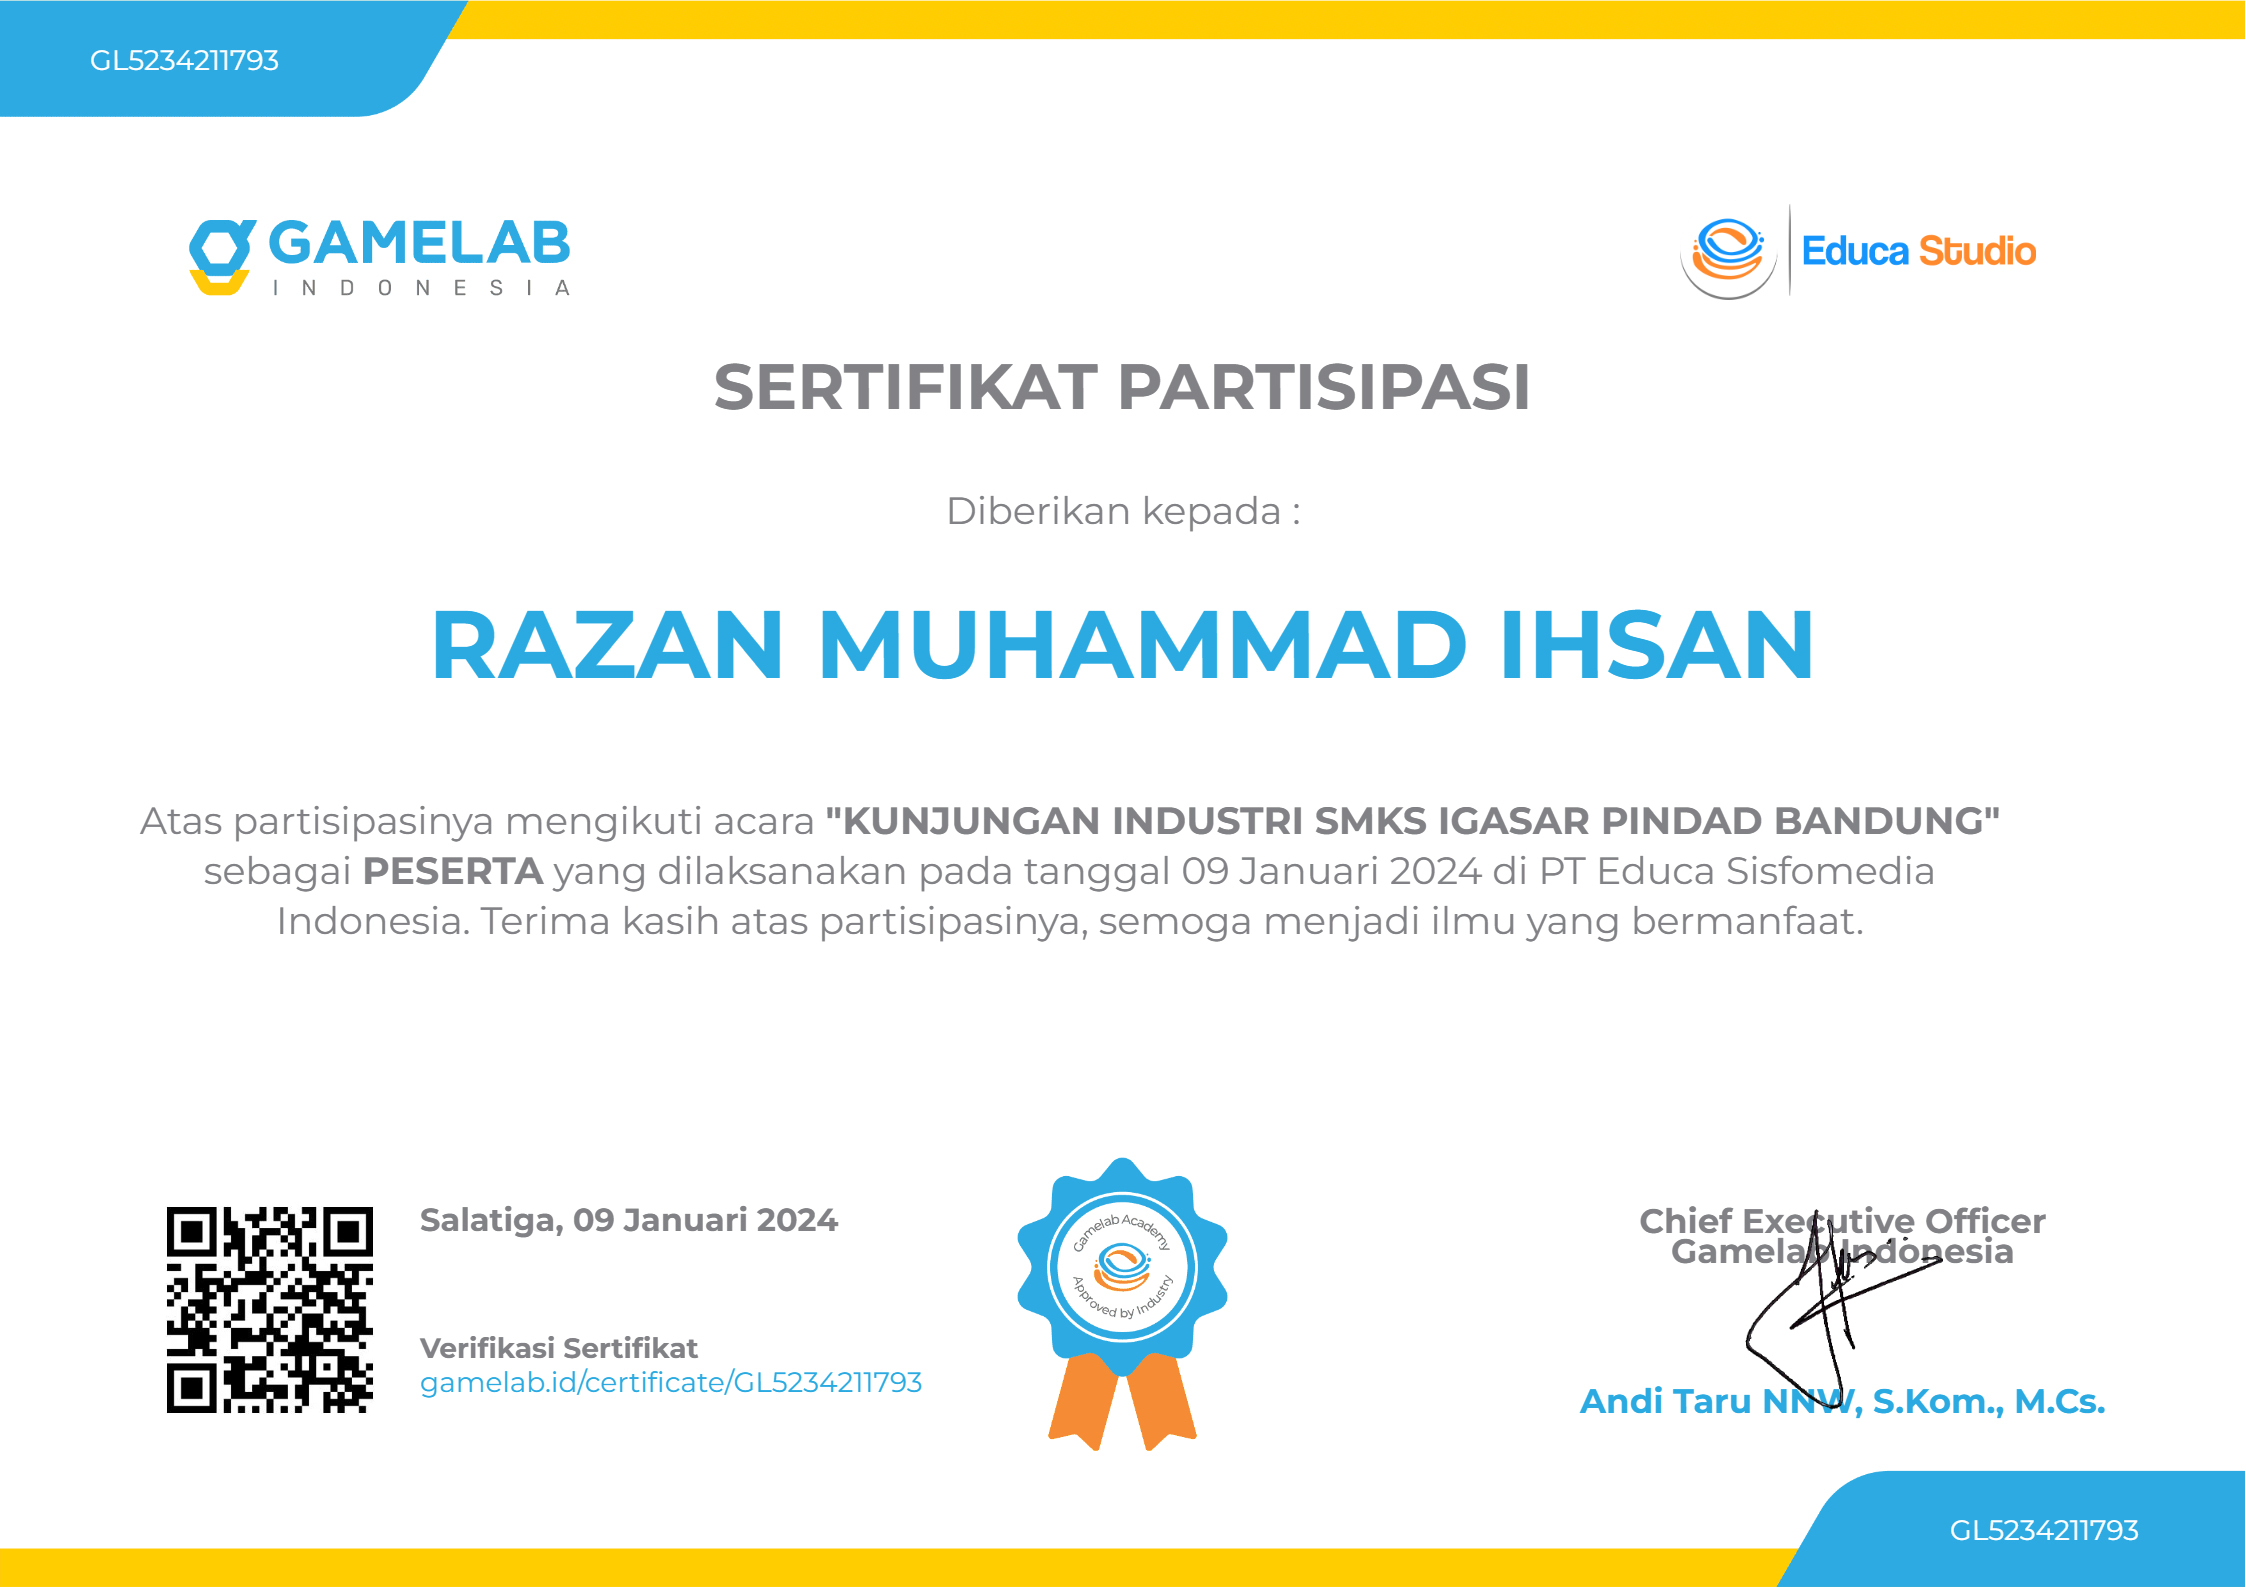 GL5234211793
GAMELAB
INDONESIA
Educa Studio
SERTIFIKAT PARTISIPASI
Diberikan kepada :
RAZAN MUHAMMAD IHSAN
Atas partisipasinya mengikuti acara "KUNJUNGAN INDUSTRI SMKS IGASAR PINDAD BANDUNG"
sebagai PESERTA yang dilaksanakan pada tanggal 09 Januari 2024 di PT Educa Sisfomedia
Indonesia. Terima kasih atas partisipasinya, semoga menjadi ilmu yang bermanfaat.
Salatiga, 09 Januari 2024
Verifikasi Sertifikat
gamelab.id/certificate/GL5234211793
Gamelab Academy
Approved by Industry
Chief Executive Officer
Gamelab Indonesia
Andi Taru NNW, S.Kom., M.Cs.
GL5234211793